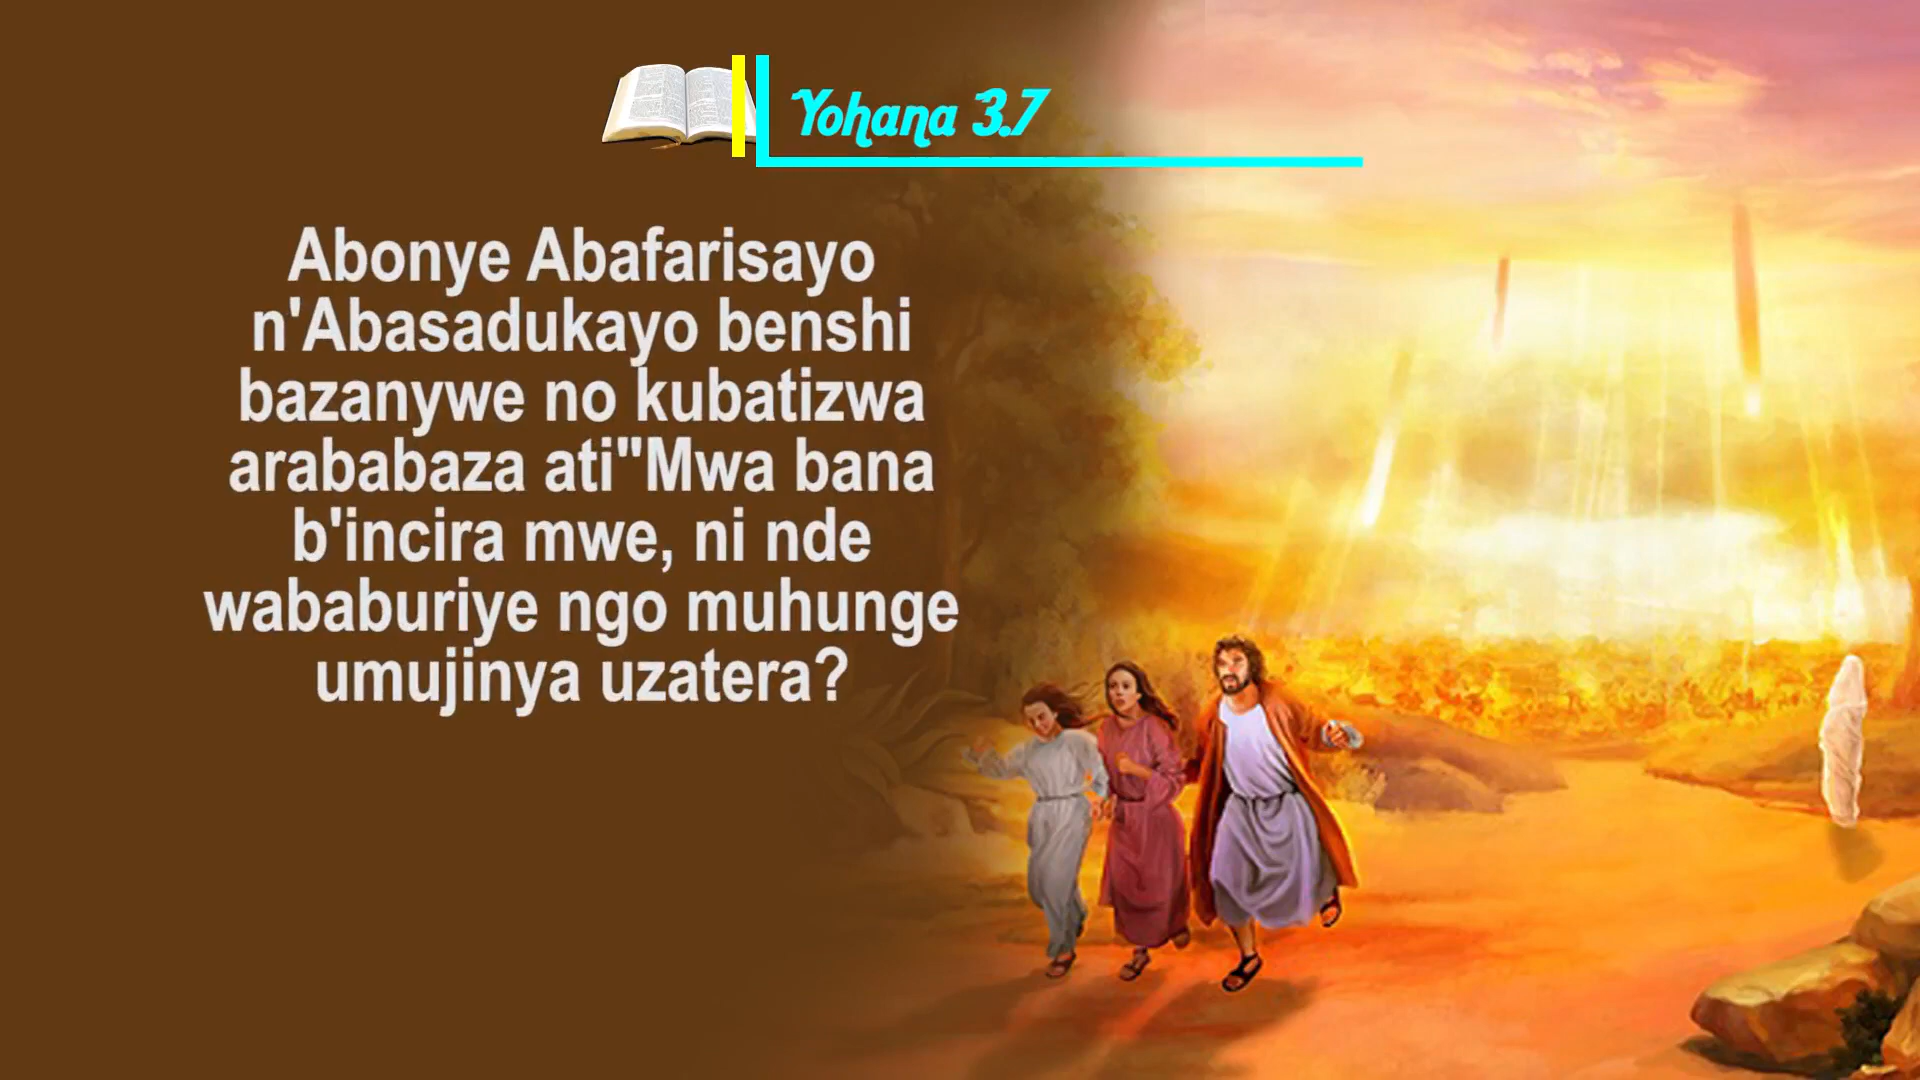 Yohana 3.7
Abonye Abafarisayo
n'Abasadukayo benshi
bazanywe no kubatizwa
arababaza ati"Mwa bana
b'incira mwe, ni nde
wababuriye ngo muhunge
umujinya uzatera?